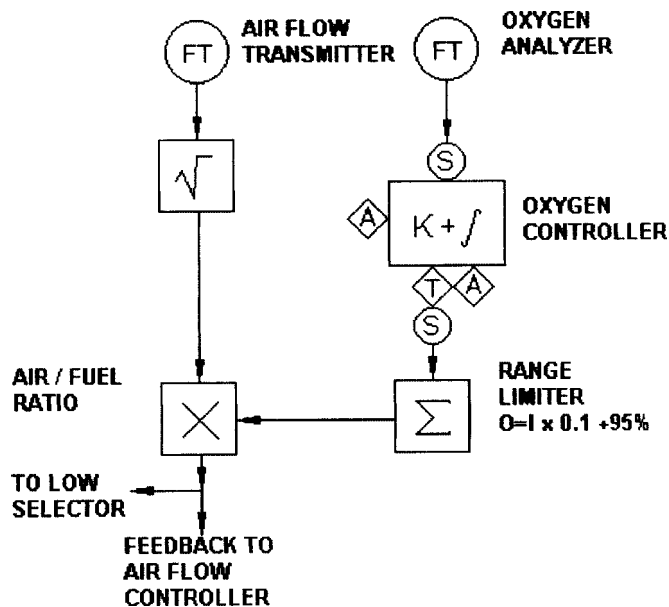 FT
AIR FLOW
TRANSMITTER
FT
OXYGEN
ANALYZER
√
S
A
K + ∫
OXYGEN
CONTROLLER
T
A
S
AIR / FUEL
RATIO
×
Σ
RANGE
LIMITER
O=I x 0.1 +95%
TO LOW
SELECTOR
FEEDBACK TO
AIR FLOW
CONTROLLER